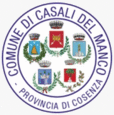 COMUNE DI CASALI DEL MANCO
- PROVINCIA DI COSENZA -